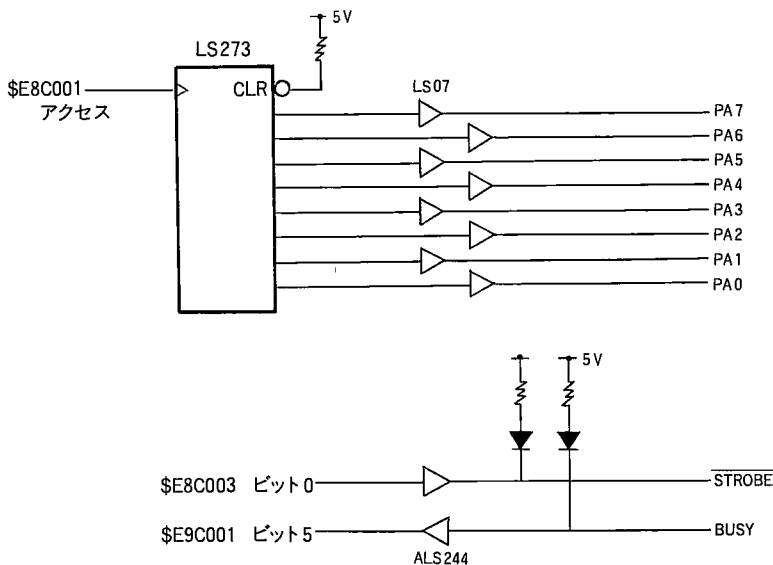 5V
LS273
$E8C001
アクセス
CLR
LS07
PA7
PA6
PA5
PA4
PA3
PA2
PA1
PA0
5V
$E8C003 ビット0
STROBE
$E9C001 ビット5
BUSY
ALS244